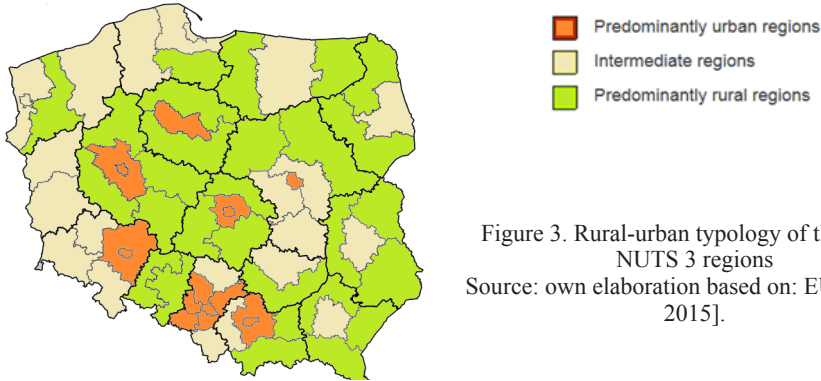 Predominantly urban regions
Intermediate regions
Predominantly rural regions
Figure 3. Rural-urban typology of
NUTS 3 regions
Source: own elaboration based on:
2015].